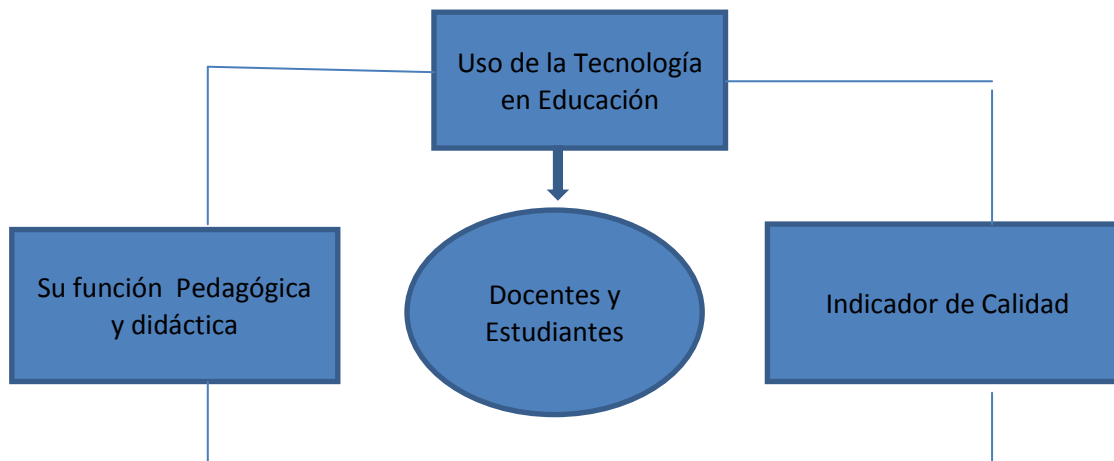 Uso de la Tecnología
en Educación
Su función  Pedagógica
y didáctica
Docentes y
Estudiantes
Indicador de Calidad